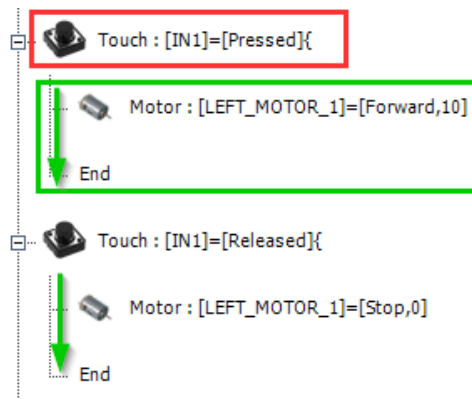 Touch : [IN1]=[Pressed]{
Motor : [LEFT_MOTOR_1]=[Forward,10]
End
Touch : [IN1]=[Released]{
Motor : [LEFT_MOTOR_1]=[Stop,0]
End